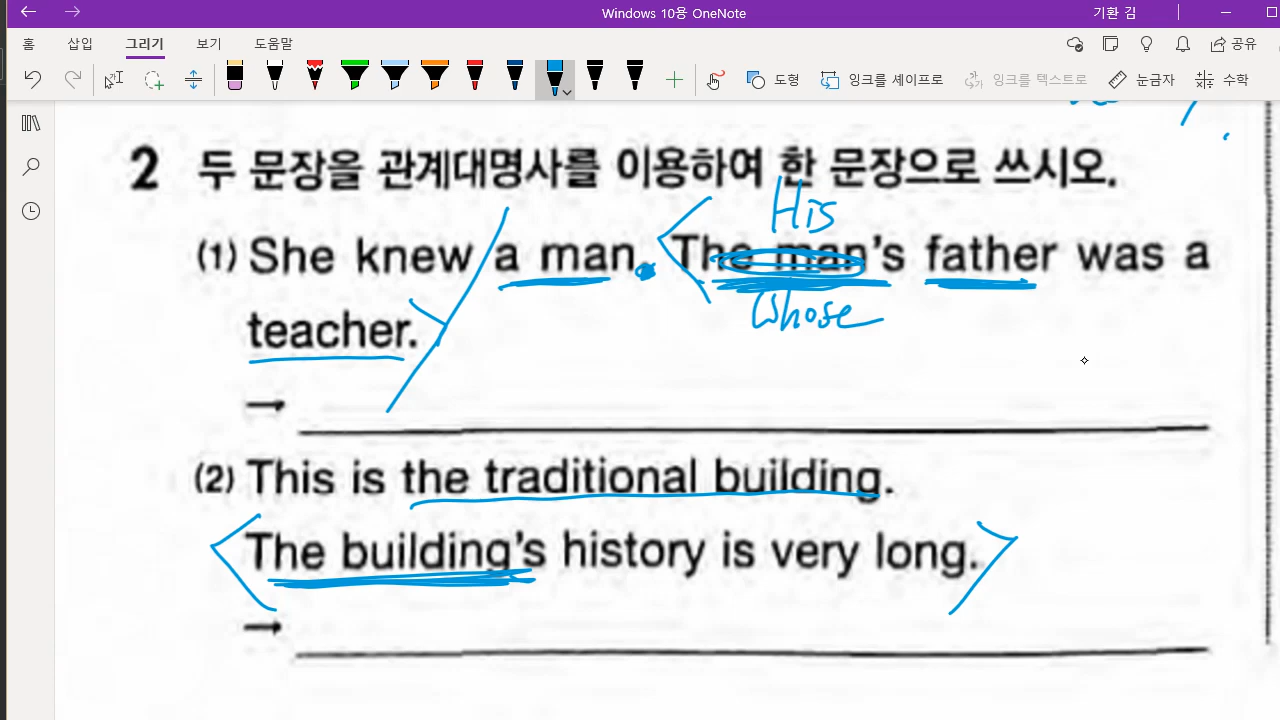 Windows 10용 OneNote
기환 김
홈 삽입 그리기 보기 도움말
공유
도형 잉크를 셰이프로 잉크를 텍스트로 눈금자 수학
2 두 문장을 관계대명사를 이용하여 한 문장으로 쓰시오.
His
(1) She knew a man. The man's father was a
whose
teacher.
→
(2) This is the traditional building.
The building's history is very long.
→